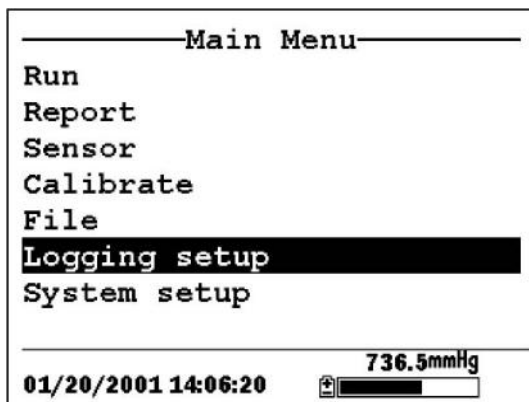 Main Menu
Run
Report
Sensor
Calibrate
File
Logging setup
System setup
736.5mmHg
01/20/2001 14:06:20